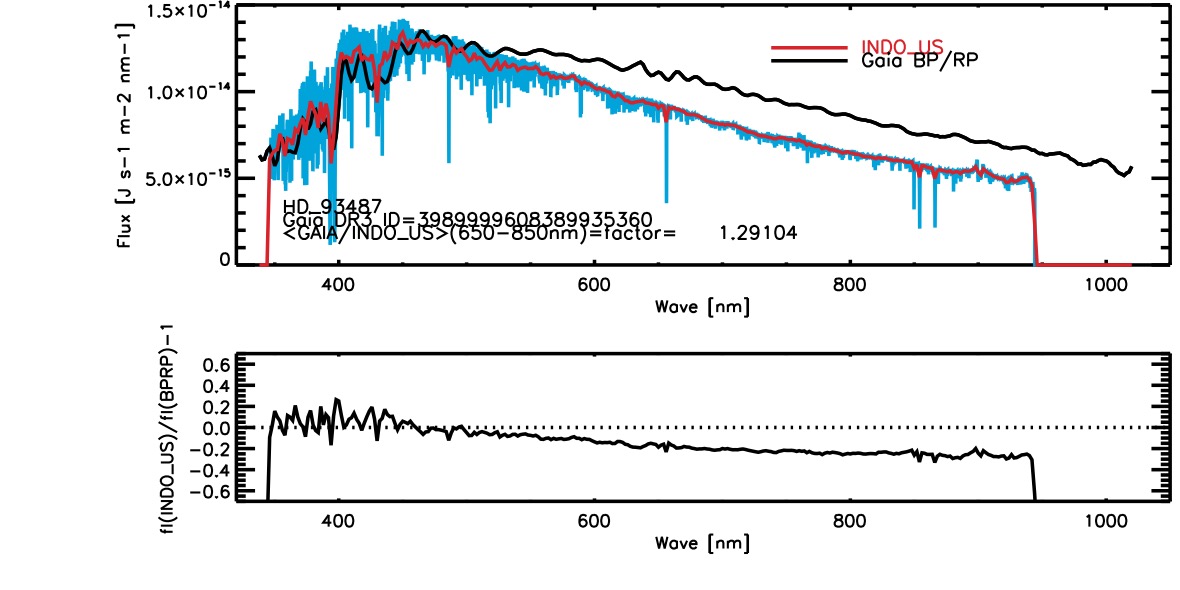 1.5×10−14
1.0×10−14
5.0×10−15
0
Flux [J s−1 m−2 nm−1]
INDO_US
Gaia BP/RP
HD_93487
Gaia DR3 ID=3989999608389935360
<GAIA/INDO_US>(650−850nm)=factor= 1.29104
400 600 800 1000
Wave [nm]
fl(INDO_US)/fl(BPRP)−1
0.6
0.4
0.2
0.0
−0.2
−0.4
−0.6
400 600 800 1000
Wave [nm]